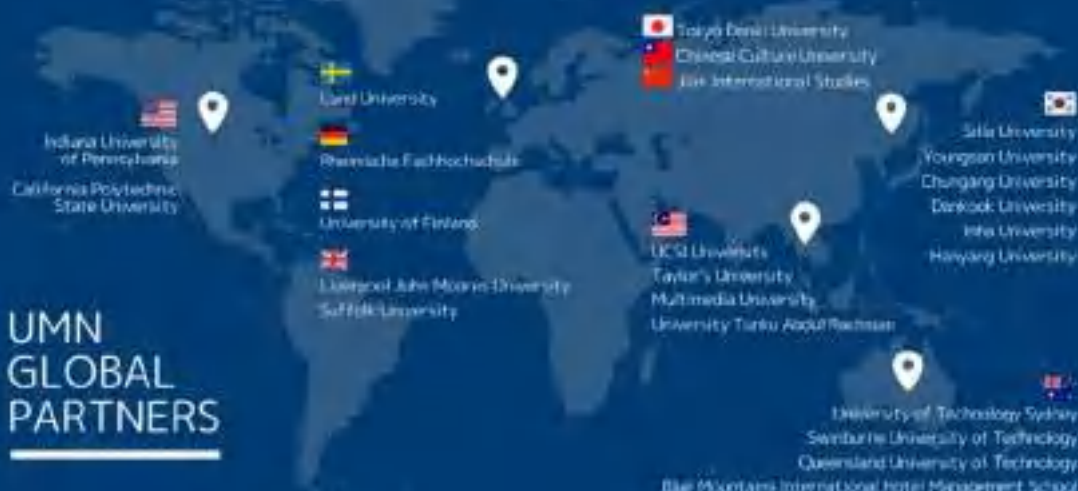 Tokyo Denki University
Chinese Culture University
International Studies
Lund University
Indiana University
of Pennsylvania
Rheinische Fachhochschule
California Polytechnic
State University
University of Finland
Liverpool John Moores University
Suffolk University
Silla University
Youngsan University
Chungang University
Dankook University
Inha University
Hanyang University
UCSI University
Taylor's University
Multimedia University
University Tunku Abdul Rachman
UMN
GLOBAL
PARTNERS
University of Technology Sydney
Swinburne University of Technology
Queensland University of Technology
Blue Mountains International Hotel Management School